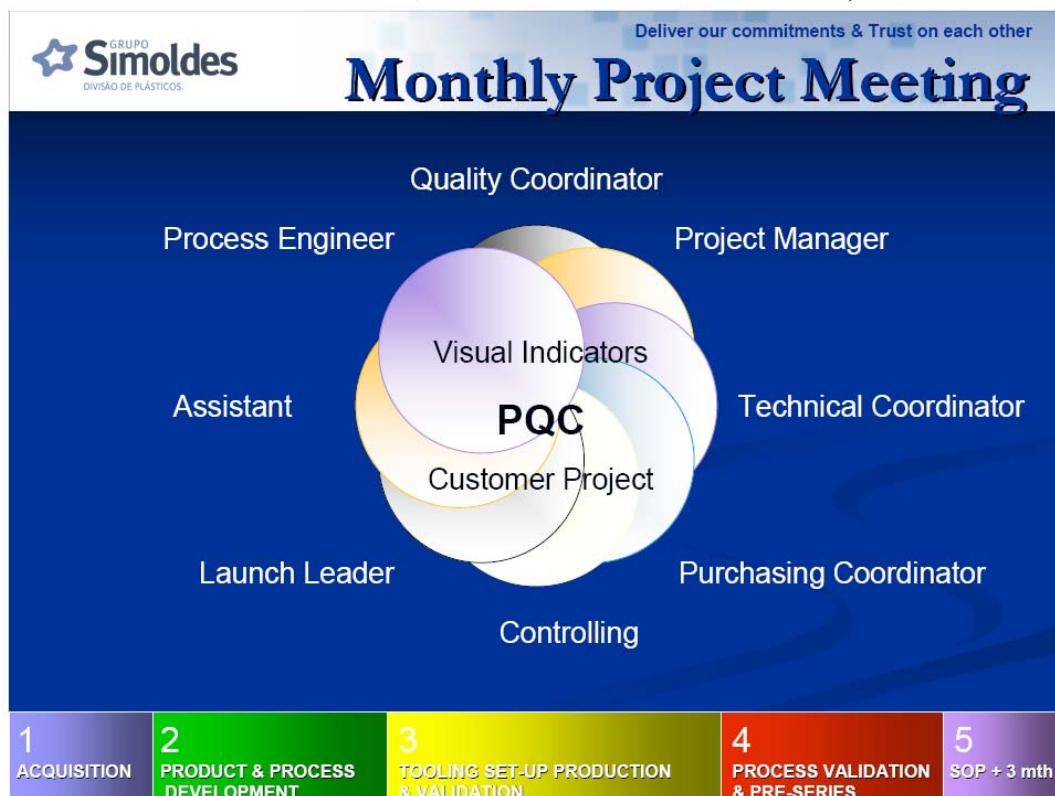 GRUPO
Simoldes
DIVISÃO DE PLÁSTICOS.
Deliver our commitments & Trust on each other
Monthly Project Meeting
Quality Coordinator
Process Engineer
Project Manager
Visual Indicators
Assistant
PQC
Technical Coordinator
Customer Project
Launch Leader
Purchasing Coordinator
Controlling
1
ACQUISITION
2
PRODUCT & PROCESS
DEVELOPMENT
3
TOOLING SET-UP PRODUCTION
& VALIDATION
4
PROCESS VALIDATION
& PRE-SERIES
5
SOP + 3 mth